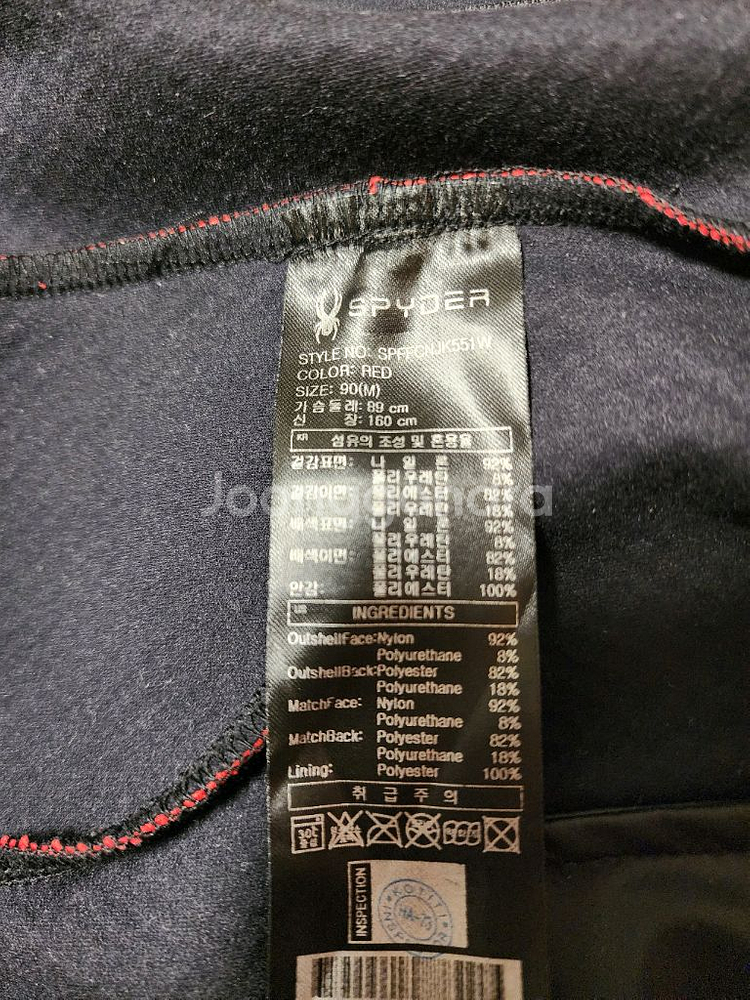 SPYDER
STYLE NO: SPFFCNJK551W
COLOR: RED
SIZE: 90(M)
가 슴 둘 레: 89 cm
신 장: 160 cm
KR 섬유의 조성 및 혼용율
겉감표면: 나 일 론 92%
폴리우레탄 8%
겉감이면: 폴리에스터 82%
폴리우레탄 18%
배색표면: 나 일 론 92%
폴리우레탄 8%
배색이면: 폴리에스터 82%
폴리우레탄 18%
안감: 폴리에스터 100%
US INGREDIENTS
OutshellFace: Nylon 92%
Polyurethane 8%
OutshellBack: Polyester 82%
Polyurethane 18%
MatchFace: Nylon 92%
Polyurethane 8%
MatchBack: Polyester 82%
Polyurethane 18%
Lining: Polyester 100%
취 급 주 의
30℃
중성
INSPECTION
KOTITI